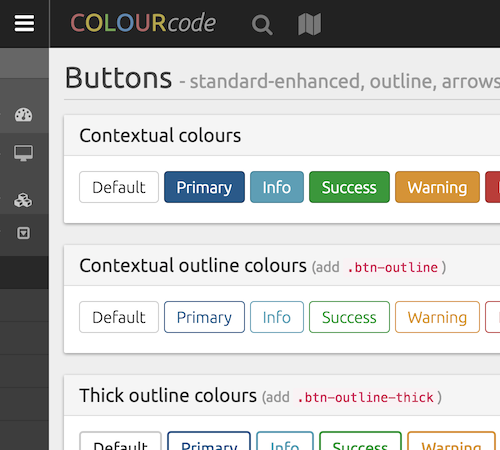 COLOURcode
Buttons - standard-enhanced, outline, arrows
Contextual colours
Default Primary Info Success Warning
Contextual outline colours (add .btn-outline)
Default Primary Info Success Warning
Thick outline colours (add .btn-outline-thick)
Default Primary Info Success Warning